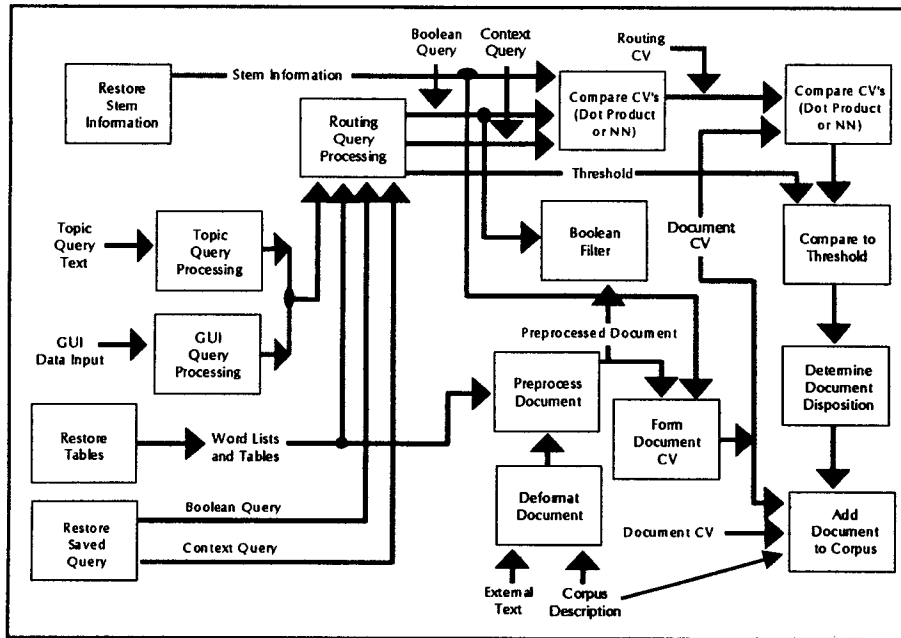 Boolean
Query
Context
Query
Routing
CV
Restore
Stem
Information
Stem Information
Compare CV's
(Dot Product
or NN)
Compare CV's
(Dot Product
or NN)
Routing
Query
Processing
Threshold
Topic
Query
Text
Topic
Query
Processing
Boolean
Filter
Document
CV
Compare to
Threshold
GUI
Data Input
GUI
Query
Processing
Preprocessed Document
Preprocess
Document
Determine
Document
Disposition
Restore
Tables
Word Lists
and Tables
Form
Document
CV
Deformat
Document
Restore
Saved
Query
Boolean Query
Context Query
Document CV
Add
Document
to Corpus
External
Text
Corpus
Description